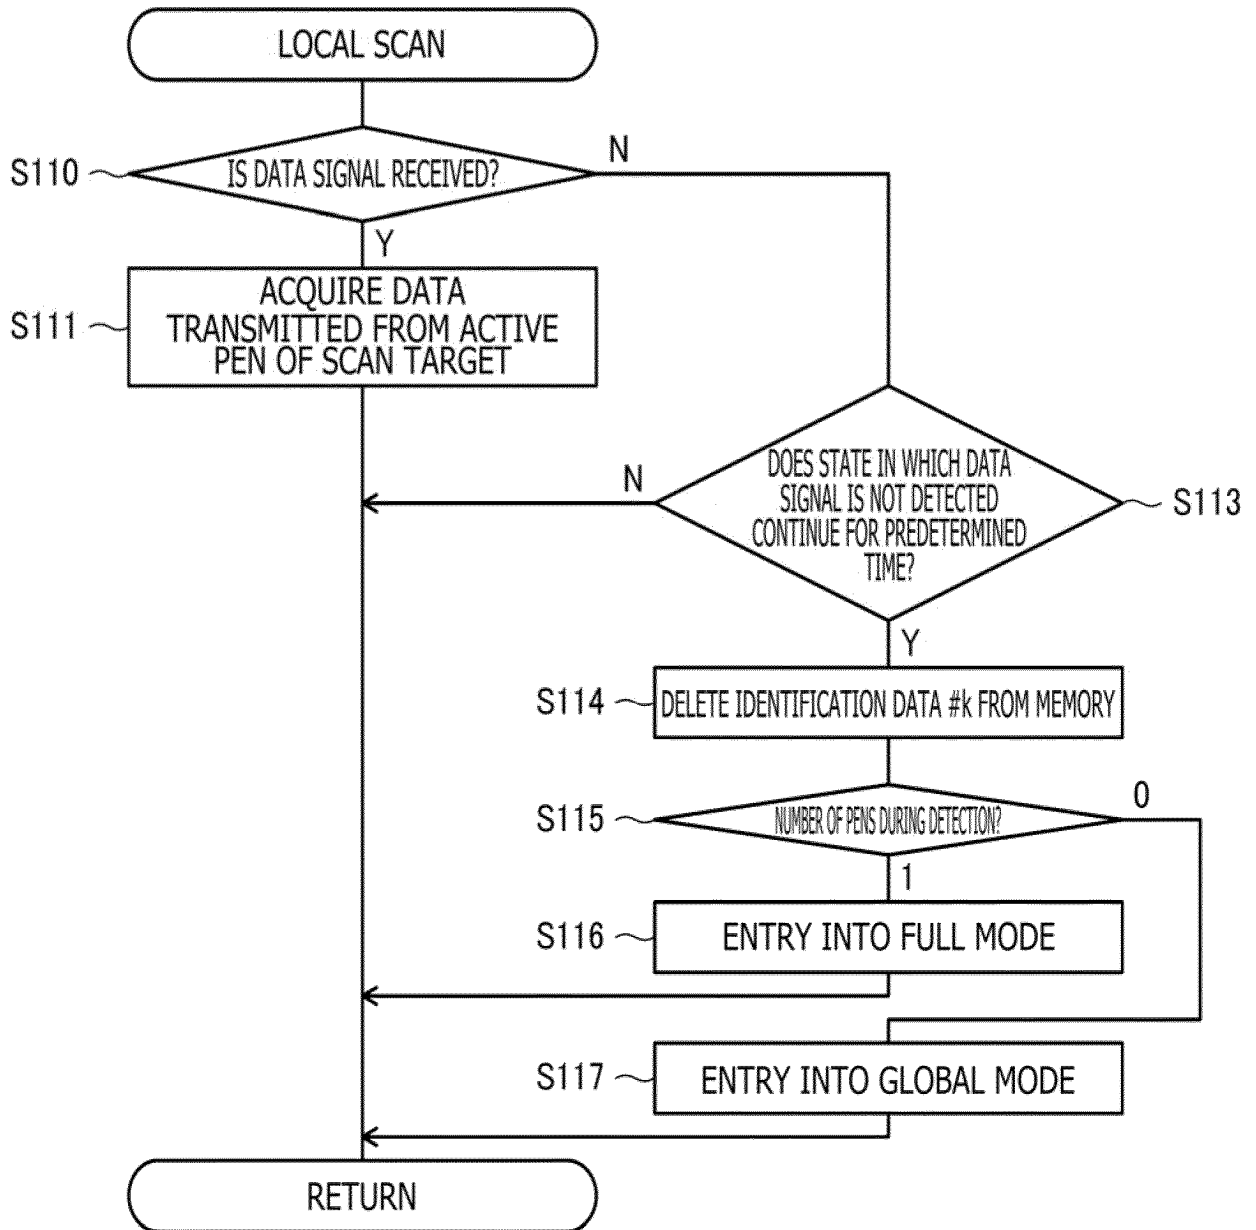 LOCAL SCAN
S110
IS DATA SIGNAL RECEIVED?
N
Y
S111
ACQUIRE DATA
TRANSMITTED FROM ACTIVE
PEN OF SCAN TARGET
N
DOES STATE IN WHICH DATA
SIGNAL IS NOT DETECTED
CONTINUE FOR PREDETERMINED
TIME?
S113
Y
S114
DELETE IDENTIFICATION DATA #k FROM MEMORY
S115
NUMBER OF PENS DURING DETECTION?
0
1
S116
ENTRY INTO FULL MODE
S117
ENTRY INTO GLOBAL MODE
RETURN